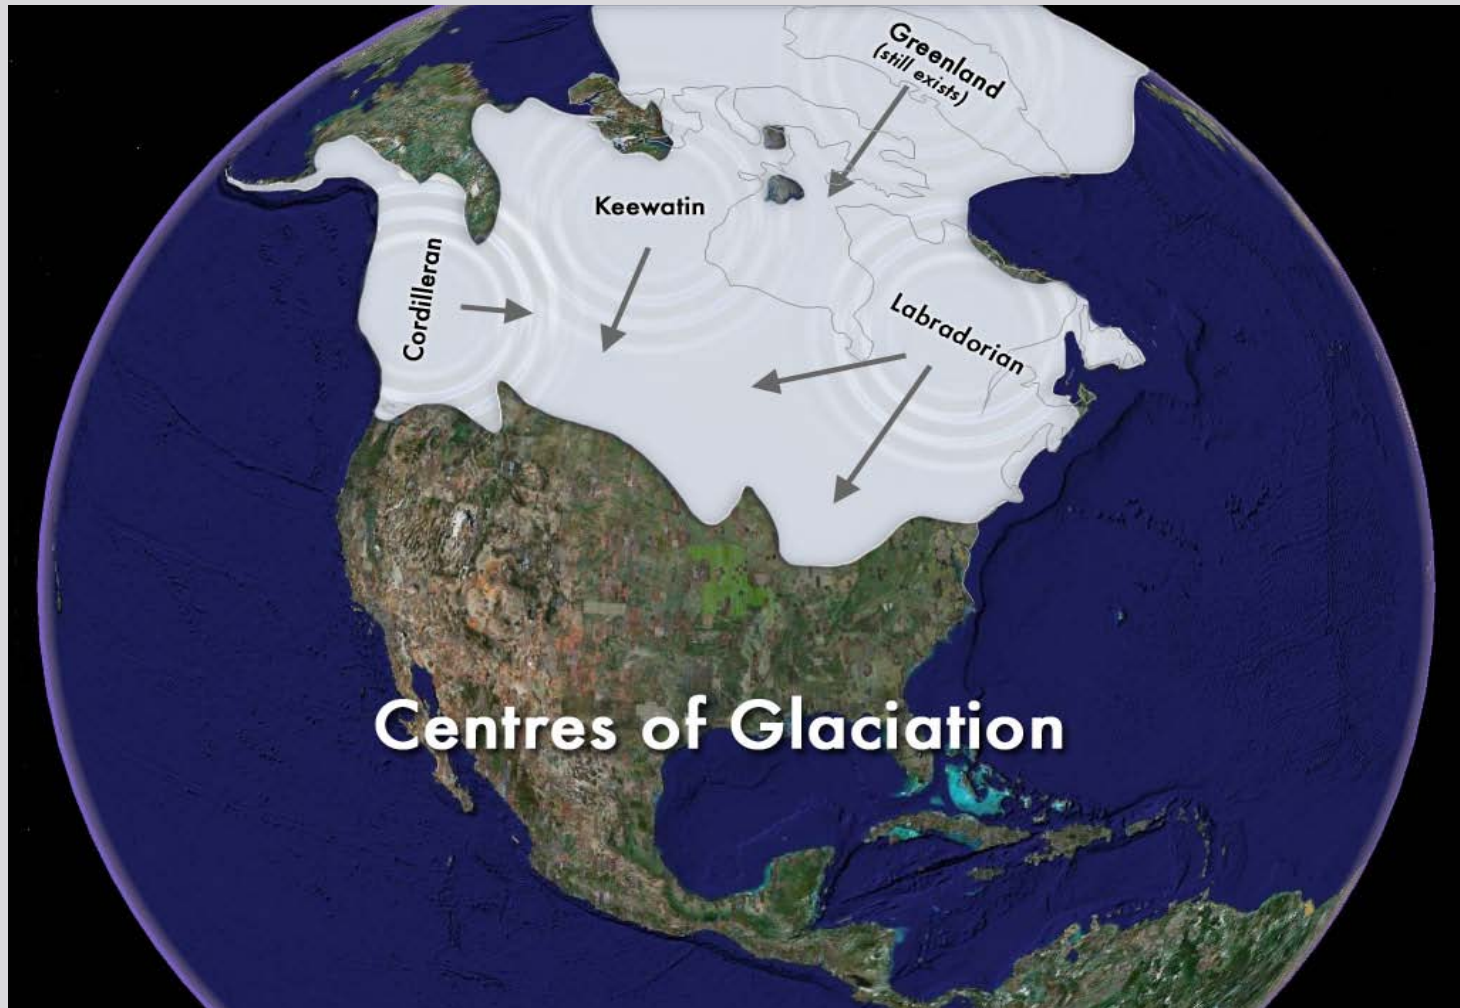 Greenland
(still exists)
Keewatin
Cordilleran
Labradorian
Centres of Glaciation